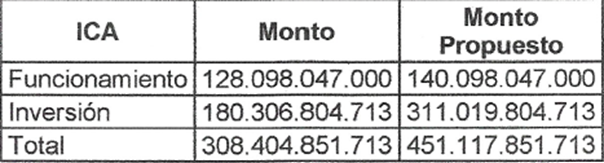 ICA Monto Monto Propuesto
Funcionamiento 128.098.047.000 140.098.047.000
Inversión 180.306.804.713 311.019.804.713
Total 308.404.851.713 451.117.851.713